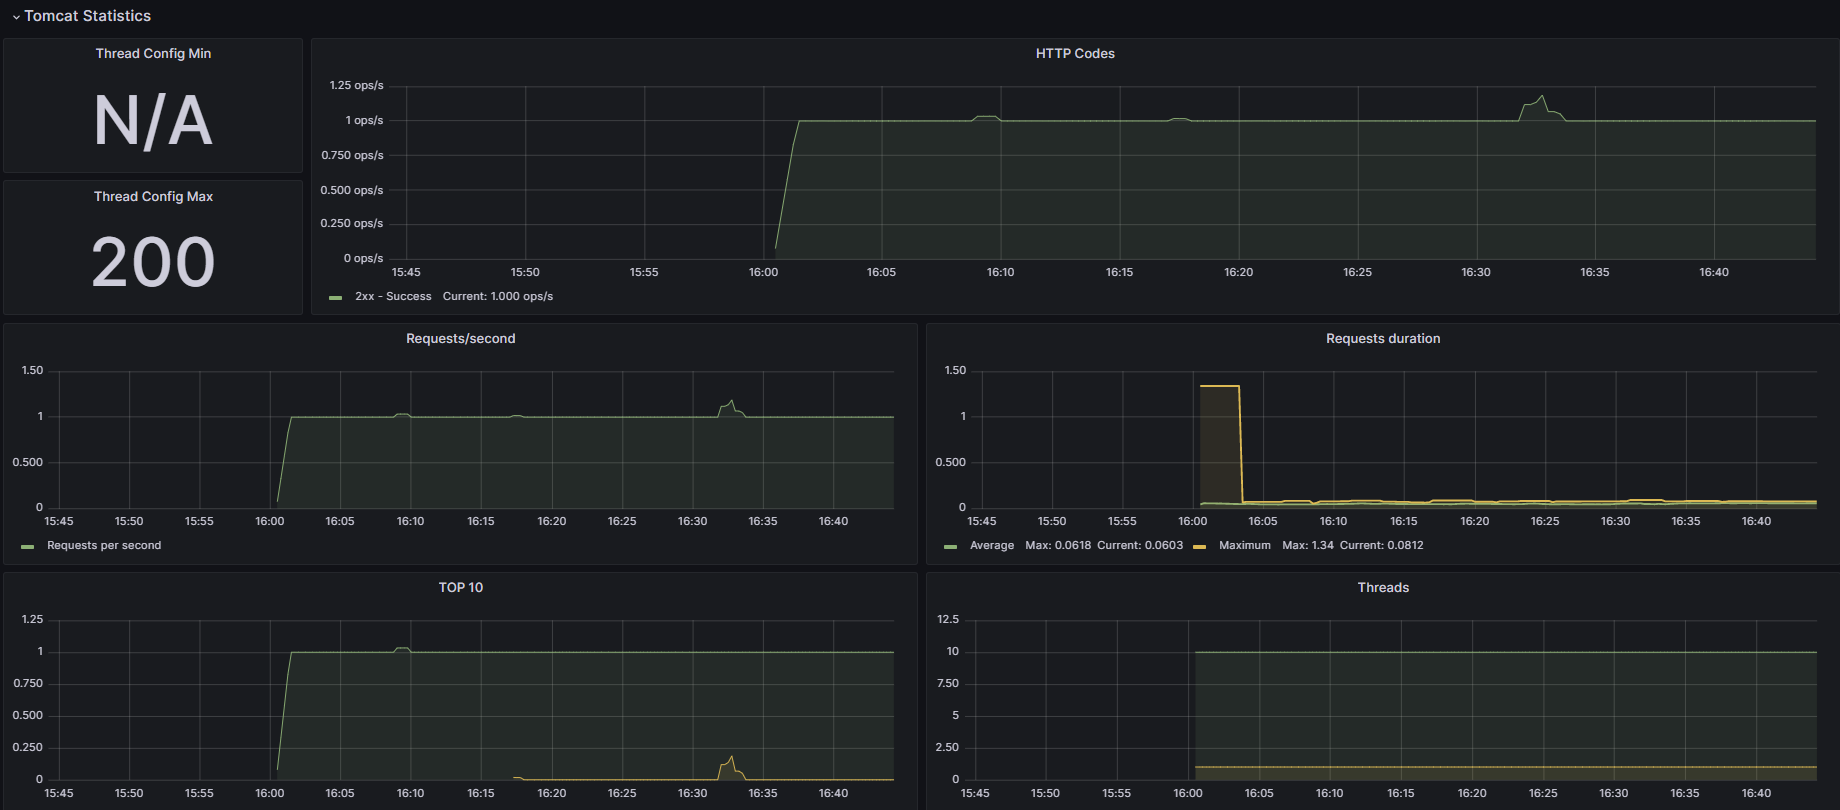 Tomcat Statistics
Thread Config Min
N/A
Thread Config Max
200
HTTP Codes
1.25 ops/s
1 ops/s
0.750 ops/s
0.500 ops/s
0.250 ops/s
0 ops/s
15:45 15:50 15:55 16:00 16:05 16:10 16:15 16:20 16:25 16:30 16:35 16:40
2xx - Success Current: 1.000 ops/s
Requests/second
1.50
1
0.500
0
15:45 15:50 15:55 16:00 16:05 16:10 16:15 16:20 16:25 16:30 16:35 16:40
Requests per second
Requests duration
1.50
1
0.500
0
15:45 15:50 15:55 16:00 16:05 16:10 16:15 16:20 16:25 16:30 16:35 16:40
Average Max: 0.0618 Current: 0.0603 Maximum Max: 1.34 Current: 0.0812
TOP 10
1.25
1
0.750
0.500
0.250
0
15:45 15:50 15:55 16:00 16:05 16:10 16:15 16:20 16:25 16:30 16:35 16:40
Threads
12.5
10
7.50
5
2.50
0
15:45 15:50 15:55 16:00 16:05 16:10 16:15 16:20 16:25 16:30 16:35 16:40